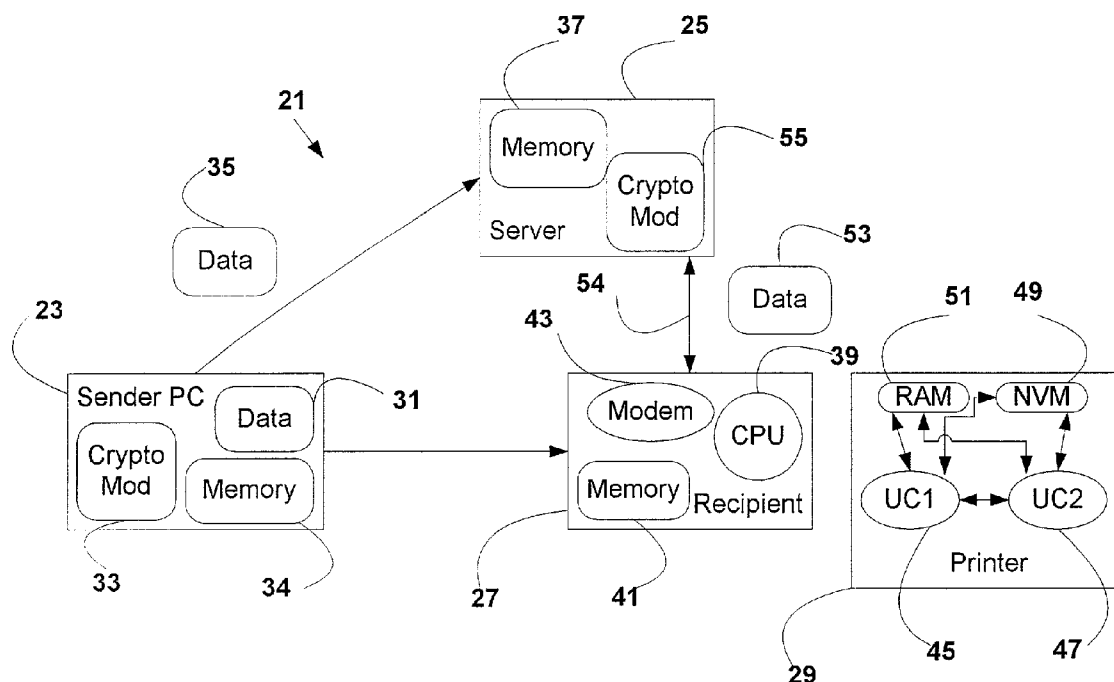 37
25
21
Memory
55
35
Crypto
Mod
Server
Data
53
54
Data
23
51
49
43
39
Sender PC
31
RAM
NVM
Data
Modem
CPU
Crypto
Mod
Memory
Memory
Recipient
UC1
UC2
Printer
33
34
27
41
29
45
47